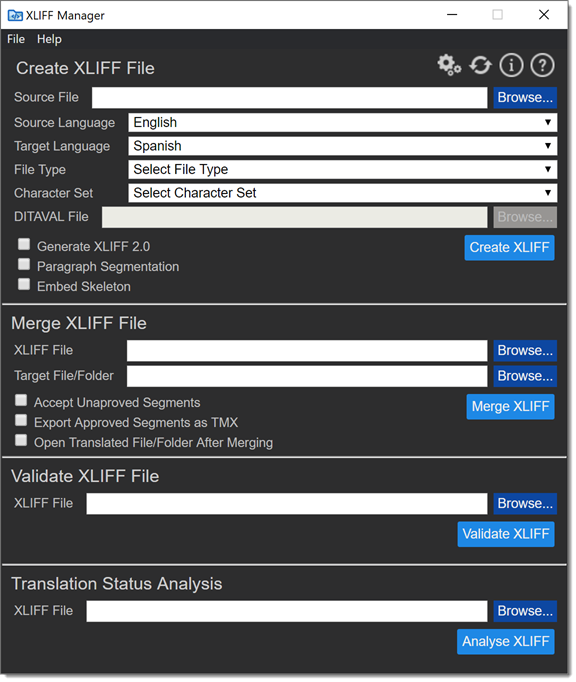 XLIFF Manager
File Help
Create XLIFF File
Source File Browse...
Source Language English
Target Language Spanish
File Type Select File Type
Character Set Select Character Set
DITAVAL File Browse...
Generate XLIFF 2.0 Create XLIFF
Paragraph Segmentation
Embed Skeleton
Merge XLIFF File
XLIFF File Browse...
Target File/Folder Browse...
Accept Unaproved Segments Merge XLIFF
Export Approved Segments as TMX
Open Translated File/Folder After Merging
Validate XLIFF File
XLIFF File Browse...
Validate XLIFF
Translation Status Analysis
XLIFF File Browse...
Analyse XLIFF